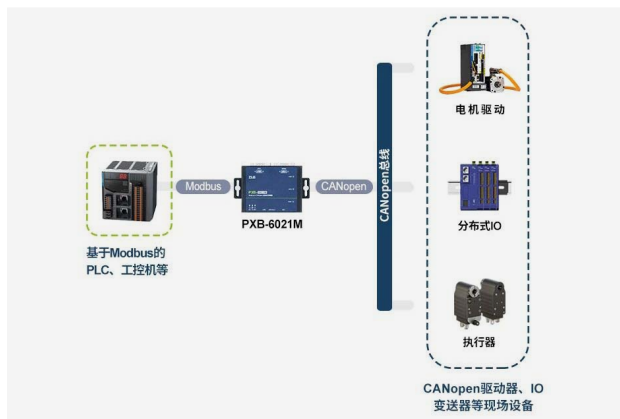 电机驱动
Modbus
CANopen
CANopen总线
PXB-6021M
分布式IO
基于Modbus的
PLC、工控机等
执行器
CANopen驱动器、IO
变送器等现场设备